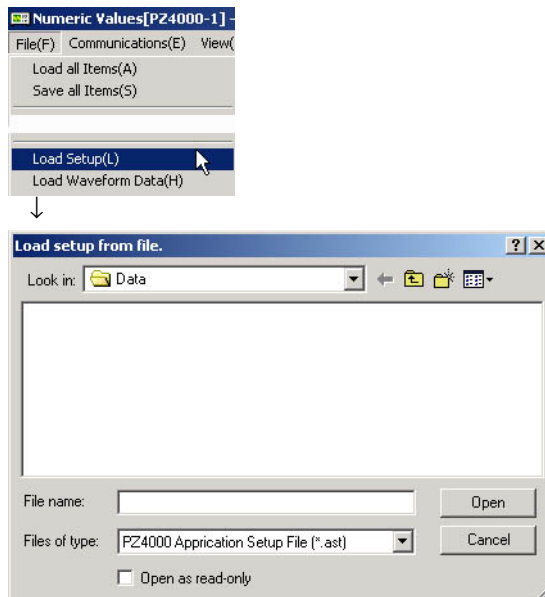 Numeric Values[PZ4000-1] -
File(F) Communications(E) View(
Load all Items(A)
Save all Items(S)
Load Setup(L)
Load Waveform Data(H)
↓
Load setup from file.
Look in: Data
File name: Open
Files of type: PZ4000 Apprication Setup File (*.ast) Cancel
Open as read-only